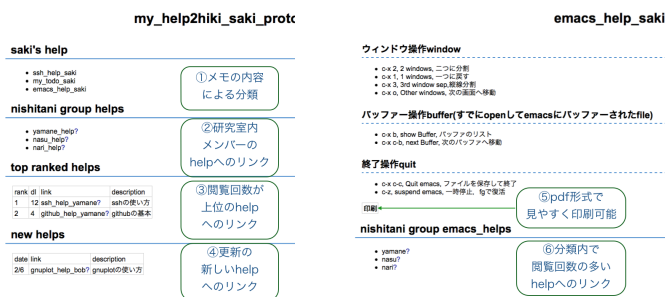 my_help2hiki_saki_proto
saki's help
ssh_help_saki
my_todo_saki
emacs_help_saki
①メモの内容
による分類
nishitani group helps
yamane_help?
nasu_help?
nari_help?
②研究室内
メンバーの
helpへのリンク
top ranked helps
rank dl link description
1 12 ssh_help_yamane? sshの使い方
2 4 github_help_yamane? githubの基本
③閲覧回数が
上位のhelp
へのリンク
new helps
date link description
2/6 gnuplot_help_bob? gnuplotの使い方
④更新の
新しいhelp
へのリンク
emacs_help_saki
ウィンドウ操作window
c-x 2, 2 windows, 二つに分割
c-x 1, 1 windows, 一つに戻す
c-x 3, 3rd window sep,縦線分割
c-x o, Other windows, 次の画面へ移動
バッファー操作buffer(すでにopenしてemacsにバッファーされたfile)
c-x b, show Buffer, バッファのリスト
c-x c-b, next Buffer, 次のバッファへ移動
終了操作quit
c-x c-c, Quit emacs, ファイルを保存して終了
c-z, suspend emacs, 一時停止, fgで復活
印刷
⑤pdf形式で
見やすく印刷可能
nishitani group emacs_helps
yamane?
nasu?
nari?
⑥分類内で
閲覧回数の多い
helpへのリンク